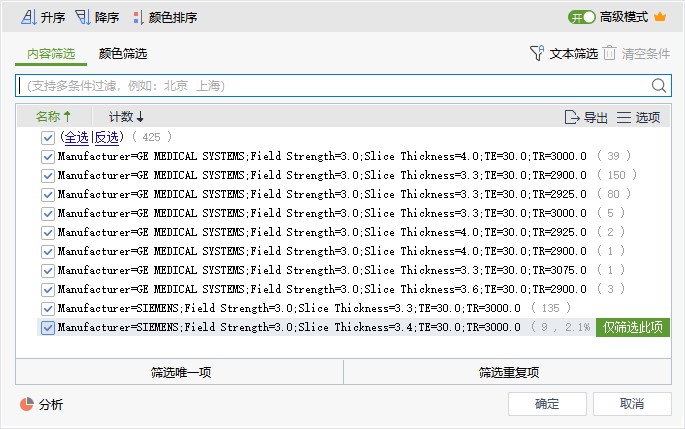 升序 降序 颜色排序 开 高级模式
内容筛选 颜色筛选 文本筛选 清空条件
(支持多条件过滤，例如：北京 上海)
名称 计数 导出 选项
(全选|反选) ( 425 )
Manufacturer=GE MEDICAL SYSTEMS;Field Strength=3.0;Slice Thickness=4.0;TE=30.0;TR=3000.0 ( 39 )
Manufacturer=GE MEDICAL SYSTEMS;Field Strength=3.0;Slice Thickness=3.3;TE=30.0;TR=2900.0 ( 150 )
Manufacturer=GE MEDICAL SYSTEMS;Field Strength=3.0;Slice Thickness=3.3;TE=30.0;TR=2925.0 ( 80 )
Manufacturer=GE MEDICAL SYSTEMS;Field Strength=3.0;Slice Thickness=3.3;TE=30.0;TR=3000.0 ( 5 )
Manufacturer=GE MEDICAL SYSTEMS;Field Strength=3.0;Slice Thickness=4.0;TE=30.0;TR=2925.0 ( 2 )
Manufacturer=GE MEDICAL SYSTEMS;Field Strength=3.0;Slice Thickness=4.0;TE=30.0;TR=2900.0 ( 1 )
Manufacturer=GE MEDICAL SYSTEMS;Field Strength=3.0;Slice Thickness=3.3;TE=30.0;TR=3075.0 ( 1 )
Manufacturer=GE MEDICAL SYSTEMS;Field Strength=3.0;Slice Thickness=3.6;TE=30.0;TR=2900.0 ( 3 )
Manufacturer=SIEMENS;Field Strength=3.0;Slice Thickness=3.3;TE=30.0;TR=3000.0 ( 135 )
Manufacturer=SIEMENS;Field Strength=3.0;Slice Thickness=3.4;TE=30.0;TR=3000.0 ( 9 , 2.1% 仅筛选此项
筛选唯一项 筛选重复项
分析 确定 取消